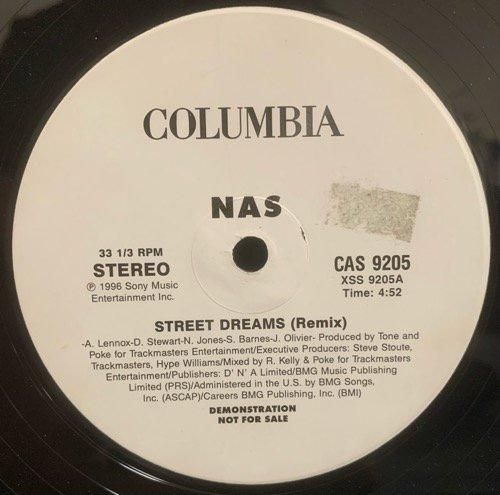 COLUMBIA
NAS
33 1/3 RPM
STEREO
℗ 1996 Sony Music
Entertainment Inc.
CAS 9205
XSS 9205A
Time: 4:52
STREET DREAMS (Remix)
-A. Lennox-D. Stewart-N. Jones-S. Barnes-J. Olivier- Produced by Tone and
Poke for Trackmasters Entertainment/Executive Producers: Steve Stoute,
Trackmasters, Hype Williams/Mixed by R. Kelly & Poke for Trackmasters
Entertainment/Publishers: D' N' A Limited/BMG Music Publishing
Limited (PRS)/Administered in the U.S. by BMG Songs,
Inc. (ASCAP)/Careers BMG Publishing, Inc. (BMI)
DEMONSTRATION
NOT FOR SALE